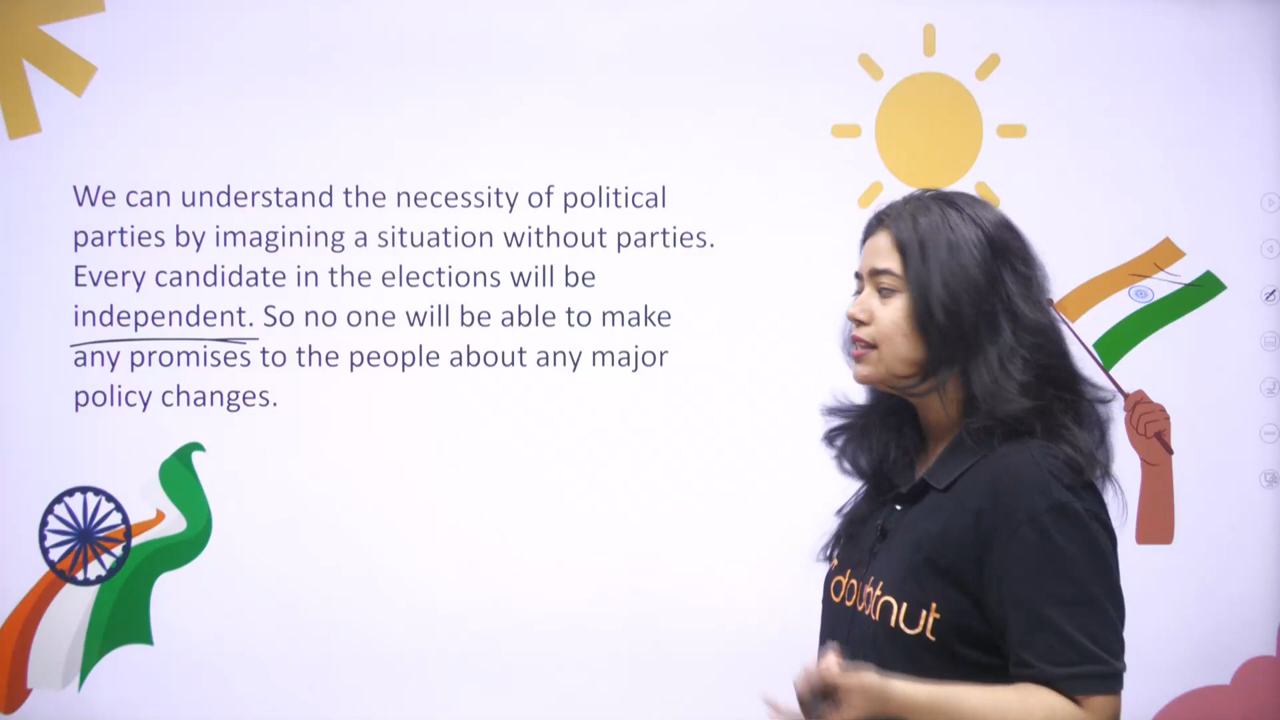 We can understand the necessity of political
parties by imagining a situation without parties.
Every candidate in the elections will be
independent. So no one will be able to make
any promises to the people about any major
policy changes.
doubtnut